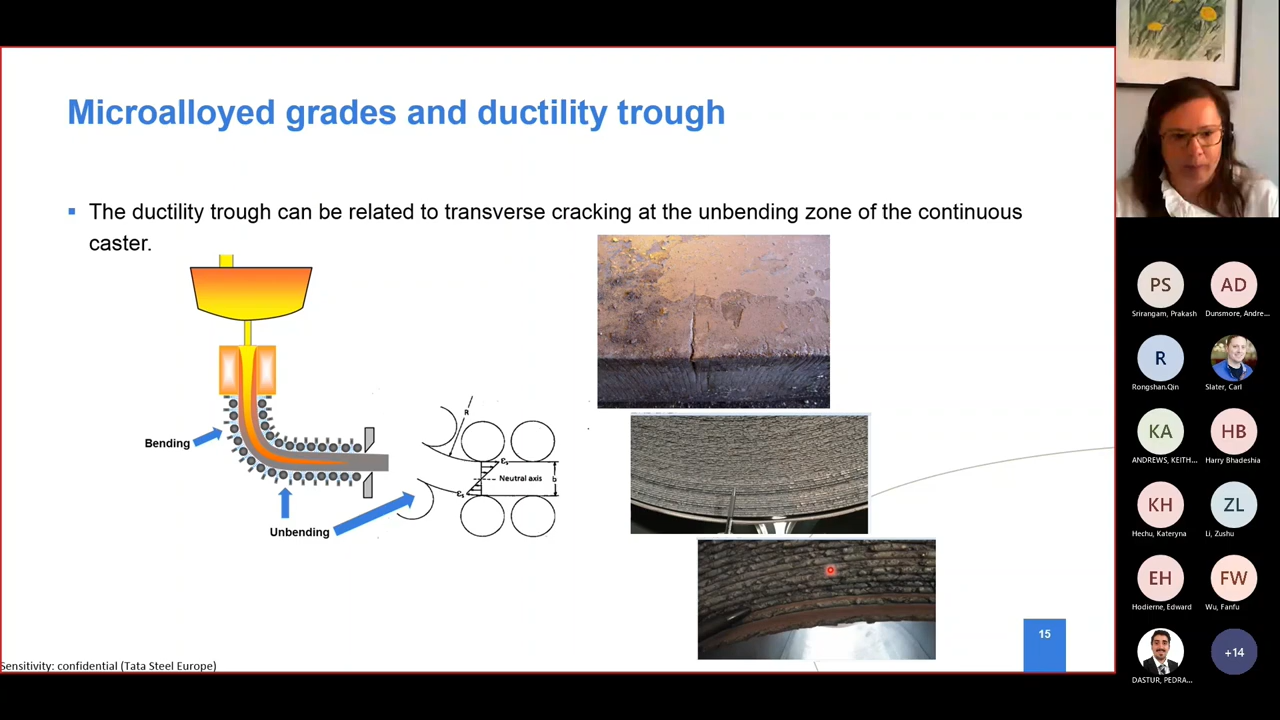 Microalloyed grades and ductility trough
▪ The ductility trough can be related to transverse cracking at the unbending zone of the continuous
caster.
Bending
Unbending
R
Neutral axis
b
15
Sensitivity: confidential (Tata Steel Europe)
PS
AD
Srirangam, Prakash
Dunsmore, Andre...
R
Rongshan.Qin
Slater, Carl
KA
HB
ANDREWS, KEITH...
Harry Bhadeshia
KH
ZL
Hechu, Kateryna
Li, Zushu
EH
FW
Hodierne, Edward
Wu, Fanfu
+14
DASTUR, PEDRA...